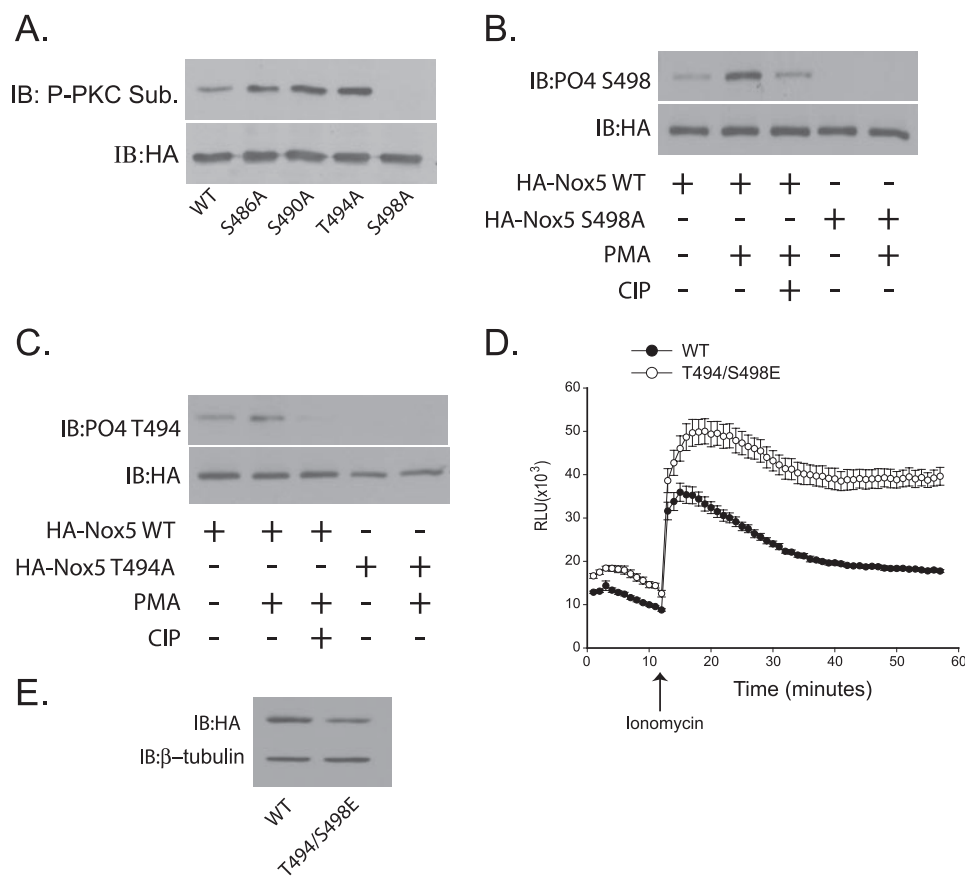 A.
IB: P-PKC Sub.
IB:HA
WT S486A S490A T494A S498A
B.
IB:PO4 S498
IB:HA
HA-Nox5 WT + + + - -
HA-Nox5 S498A - - - + +
PMA - + + - +
CIP - - + - -
C.
IB:PO4 T494
IB:HA
HA-Nox5 WT + + + - -
HA-Nox5 T494A - - - + +
PMA - + + - +
CIP - - + - -
D.
WT
T494/S498E
RLU(x10³)
60
50
40
30
20
10
0
0 10 20 30 40 50 60
Time (minutes)
Ionomycin
E.
IB:HA
IB:β–tubulin
WT T494/S498E